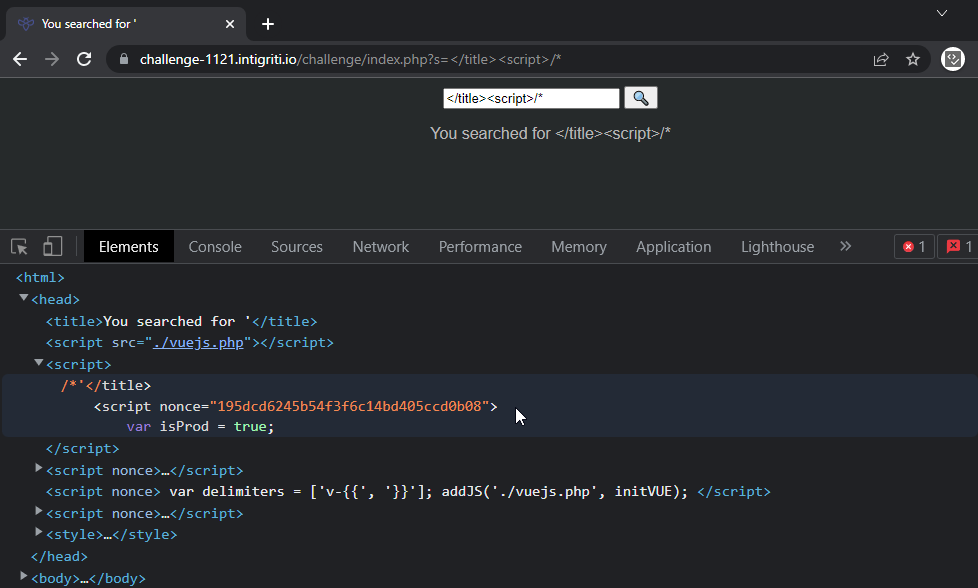 You searched for '
challenge-1121.intigriti.io/challenge/index.php?s=</title><script>/*
</title><script>/*
You searched for </title><script>/*
Elements Console Sources Network Performance Memory Application Lighthouse » 1 1
<html>
<head>
<title>You searched for '</title>
<script src="./vuejs.php"></script>
<script>
/*'</title>
<script nonce="195dcd6245b54f3f6c14bd405ccd0b08">
var isProd = true;
</script>
<script nonce>…</script>
<script nonce> var delimiters = ['v-{{', '}}']; addJS('./vuejs.php', initVUE); </script>
<script nonce>…</script>
<style>…</style>
</head>
<body>…</body>